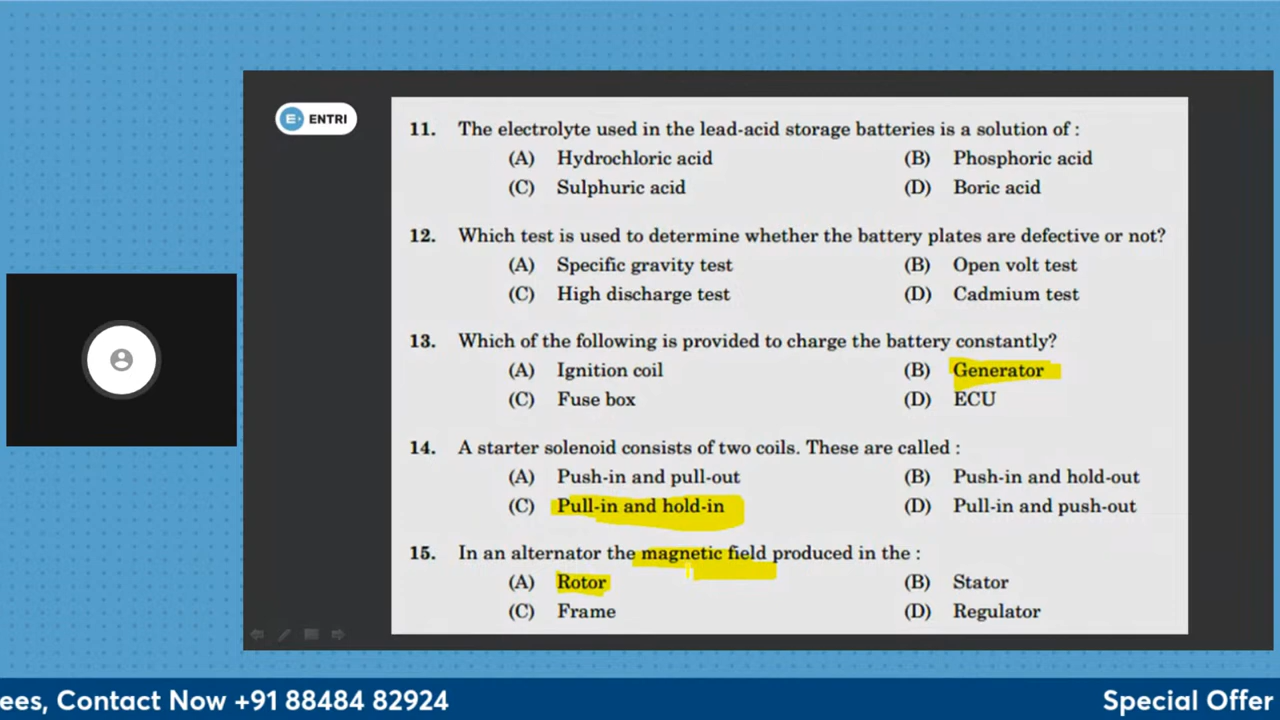 ENTRI
11. The electrolyte used in the lead-acid storage batteries is a solution of :
(A) Hydrochloric acid (B) Phosphoric acid
(C) Sulphuric acid (D) Boric acid
12. Which test is used to determine whether the battery plates are defective or not?
(A) Specific gravity test (B) Open volt test
(C) High discharge test (D) Cadmium test
13. Which of the following is provided to charge the battery constantly?
(A) Ignition coil (B) Generator
(C) Fuse box (D) ECU
14. A starter solenoid consists of two coils. These are called :
(A) Push-in and pull-out (B) Push-in and hold-out
(C) Pull-in and hold-in (D) Pull-in and push-out
15. In an alternator the magnetic field produced in the :
(A) Rotor (B) Stator
(C) Frame (D) Regulator
ees, Contact Now +91 88484 82924 Special Offer